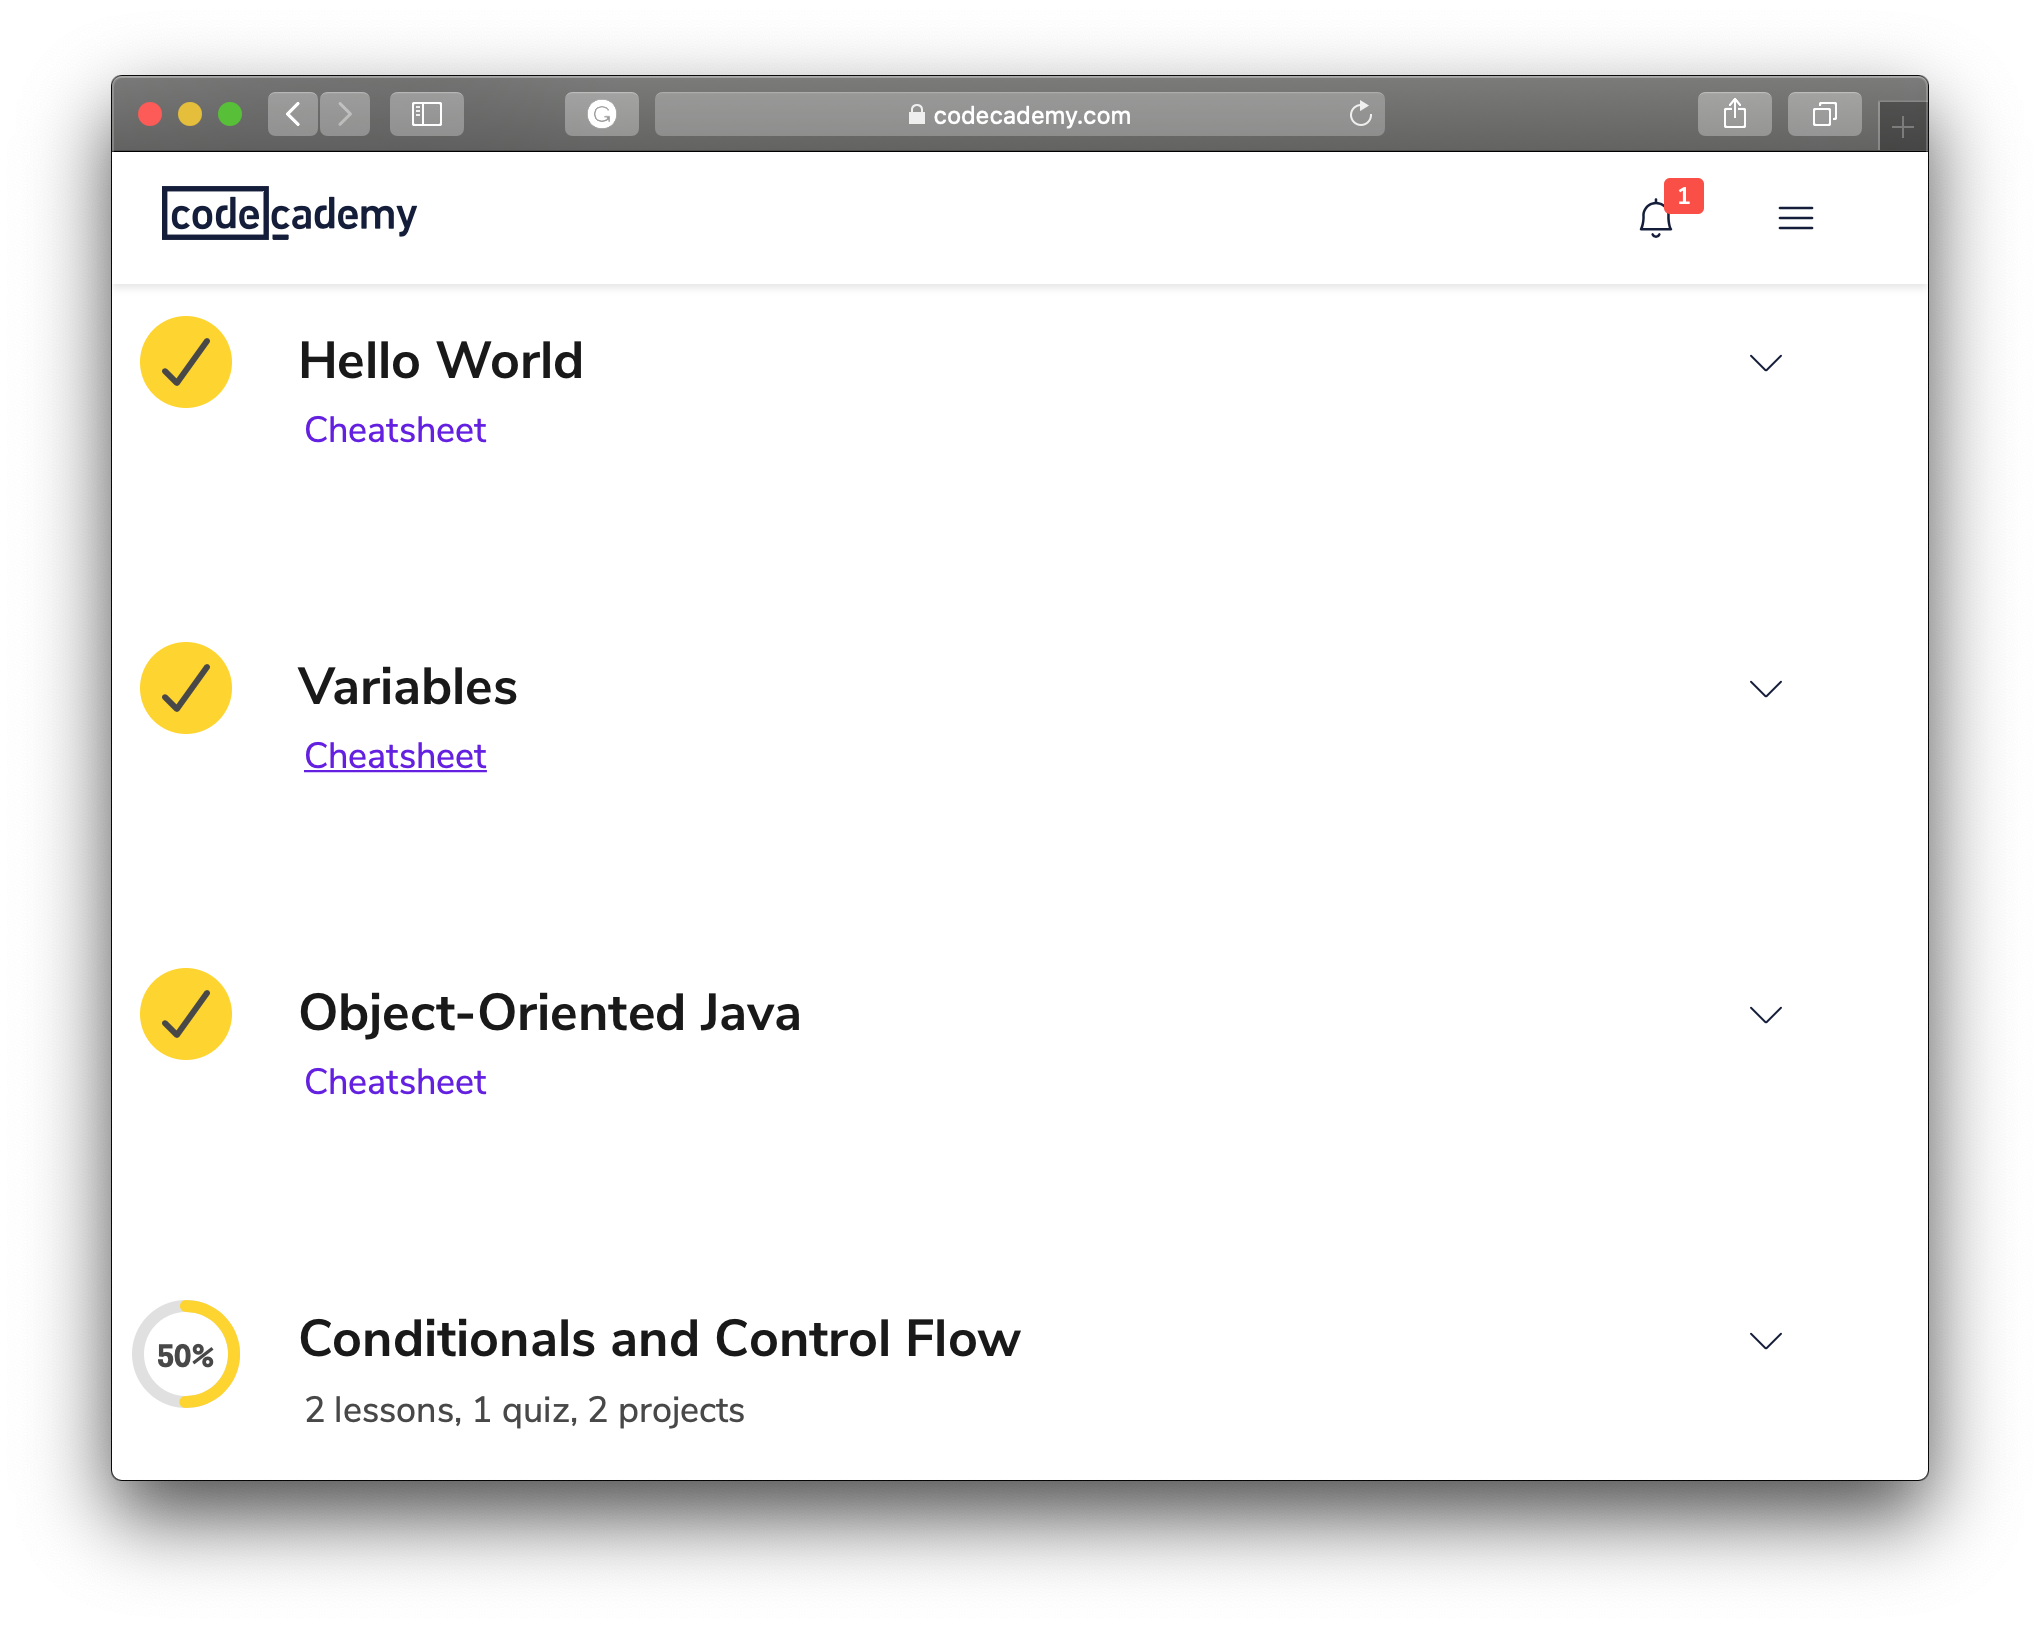 codecademy.com
codecademy
1
Hello World
Cheatsheet
Variables
Cheatsheet
Object-Oriented Java
Cheatsheet
50%
Conditionals and Control Flow
2 lessons, 1 quiz, 2 projects